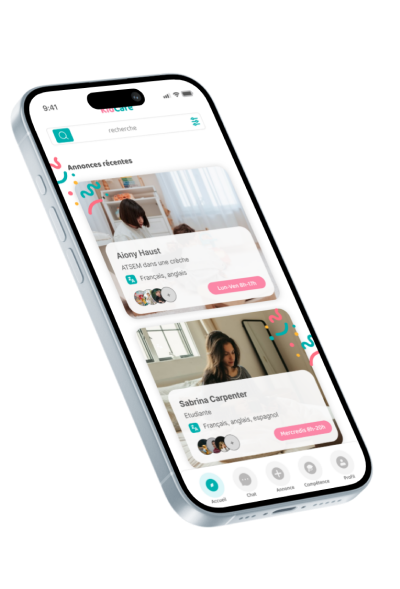 9:41
KidCare
recherche
Annonces récentes
Aiony Haust
ATSEM dans une crèche
Français, anglais
Lun-Ven 8h-17h
Sabrina Carpenter
Etudiante
Français, anglais, espagnol
Mercredis 8h-20h
Accueil
Chat
Annonce
Compétence
Profil